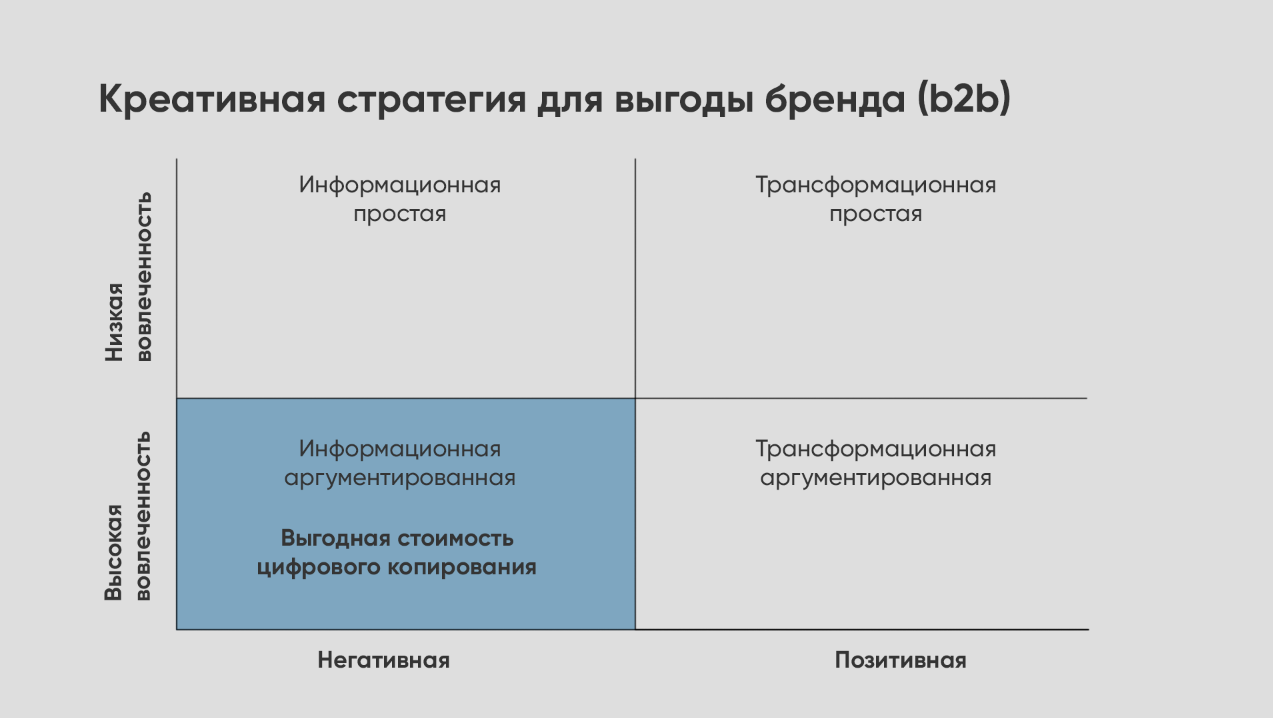 Креативная стратегия для выгоды бренда (b2b)
Низкая
вовлеченность
Информационная
простая
Трансформационная
простая
Высокая
вовлеченность
Информационная
аргументированная
Выгодная стоимость
цифрового копирования
Трансформационная
аргументированная
Негативная
Позитивная